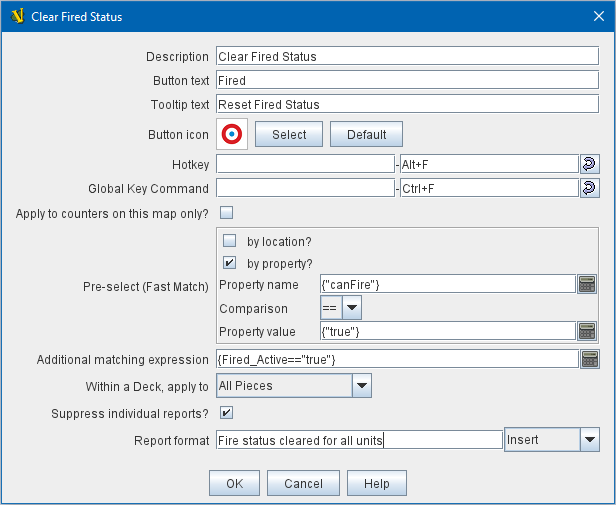 Clear Fired Status
Description Clear Fired Status
Button text Fired
Tooltip text Reset Fired Status
Button icon Select Default
Hotkey - Alt+F
Global Key Command - Ctrl+F
Apply to counters on this map only?
by location?
by property?
Pre-select (Fast Match) Property name {"canFire"}
Comparison ==
Property value {"true"}
Additional matching expression {Fired_Active=="true"}
Within a Deck, apply to All Pieces
Suppress individual reports?
Report format Fire status cleared for all units Insert
OK Cancel Help